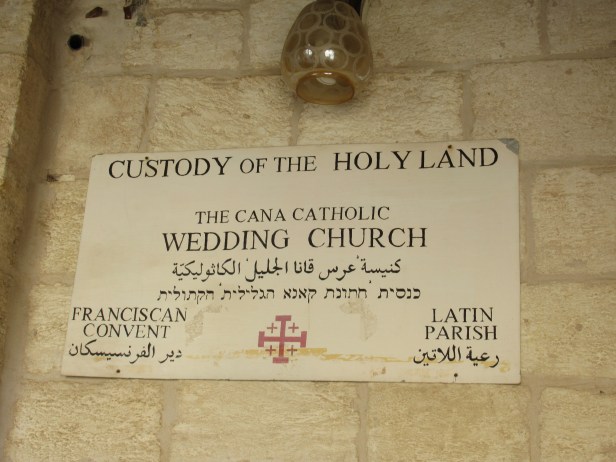 CUSTODY OF THE HOLY LAND
THE CANA CATHOLIC
WEDDING CHURCH
كنيسة عرس قانا الجليل الكاثوليكيّة
כנסית חתונת קאנא הגלילית הקתולית
FRANCISCAN
CONVENT
دير الفرنسيسكان
LATIN
PARISH
رعية اللاتين